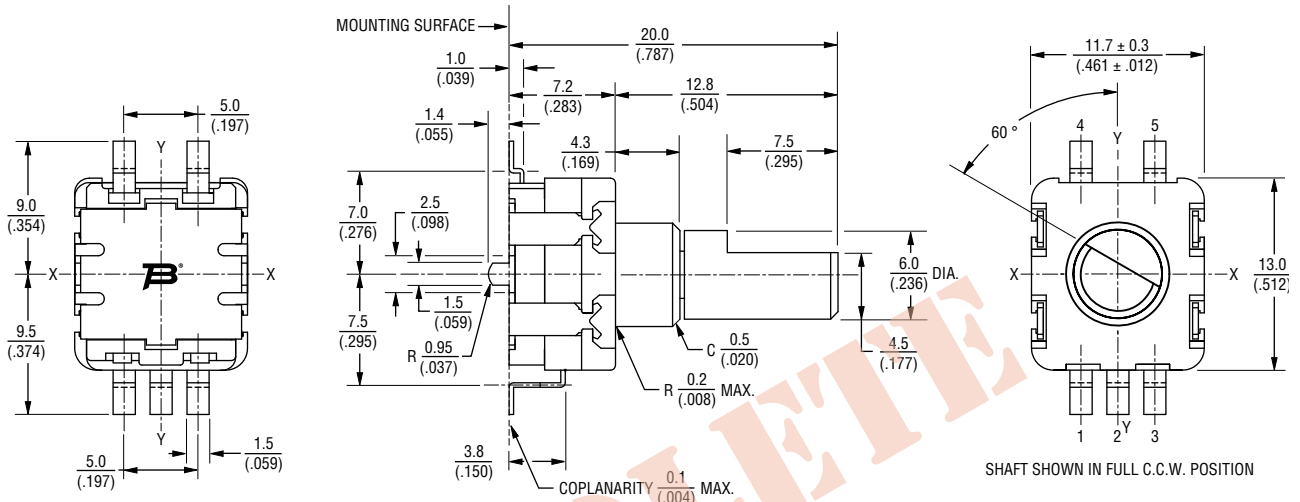 MOUNTING SURFACE
20.0
(.787)
11.7 ± 0.3
(.461 ± .012)
1.0
(.039)
7.2
(.283)
12.8
(.504)
5.0
(.197)
1.4
(.055)
4.3
(.169)
7.5
(.295)
60 °
4
Y
5
Y
9.0
(.354)
7.0
(.276)
2.5
(.098)
X
TB®
X
6.0
(.236)
DIA.
X
X
13.0
(.512)
9.5
(.374)
7.5
(.295)
1.5
(.059)
R 0.95
(.037)
C 0.5
(.020)
4.5
(.177)
R 0.2
(.008)
MAX.
Y
1
2
Y
3
5.0
(.197)
1.5
(.059)
3.8
(.150)
SHAFT SHOWN IN FULL C.C.W. POSITION
COPLANARITY 0.1
(.004)
MAX.